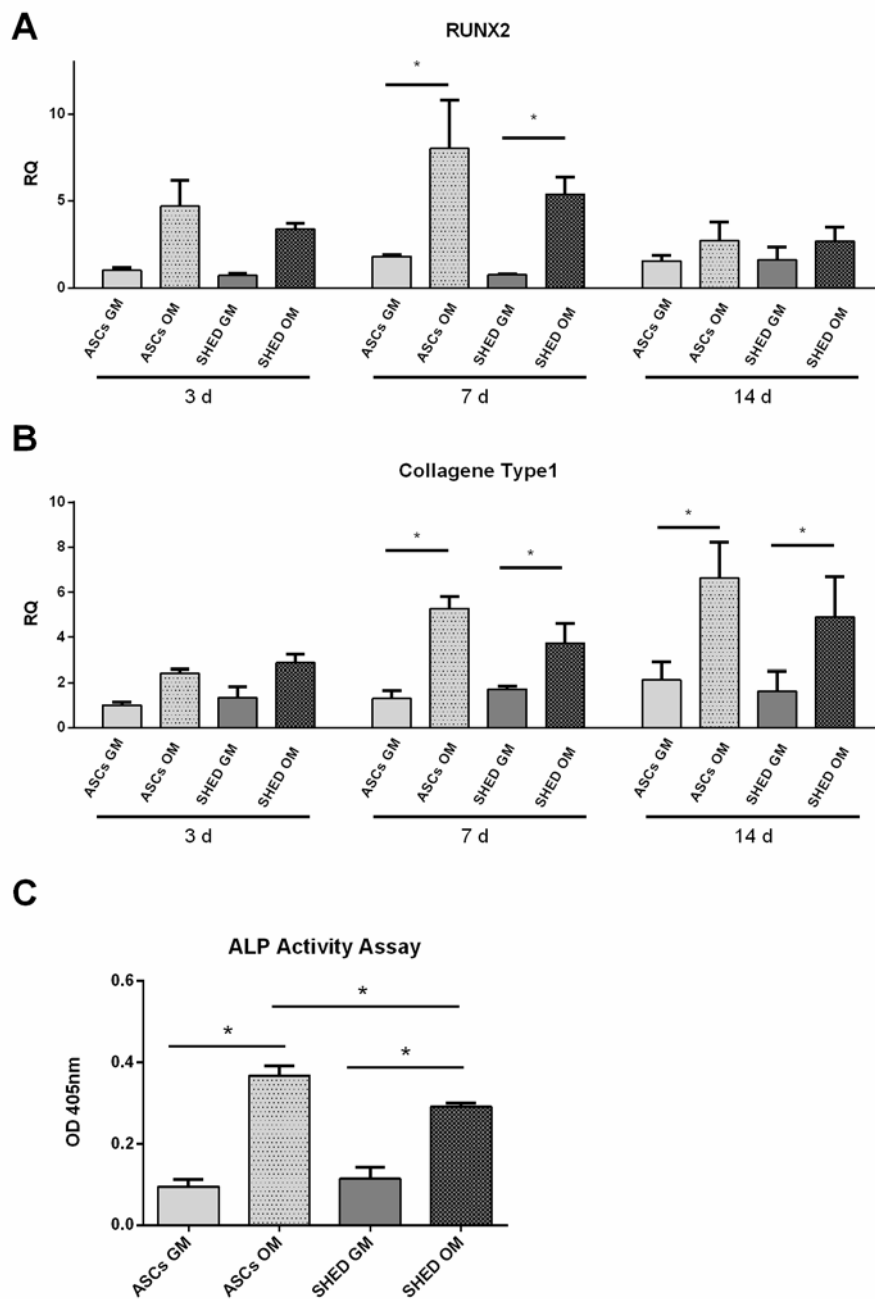 A
RUNX2
*
*
10
5
0
RQ
ASCs GM
ASCs OM
SHED GM
SHED OM
ASCs GM
ASCs OM
SHED GM
SHED OM
ASCs GM
ASCs OM
SHED GM
SHED OM
3 d
7 d
14 d
B
Collagene Type1
*
*
*
*
10
8
6
4
2
0
RQ
ASCs GM
ASCs OM
SHED GM
SHED OM
ASCs GM
ASCs OM
SHED GM
SHED OM
ASCs GM
ASCs OM
SHED GM
SHED OM
3 d
7 d
14 d
C
ALP Activity Assay
*
*
*
0.6
0.4
0.2
0.0
OD 405nm
ASCs GM
ASCs OM
SHED GM
SHED OM